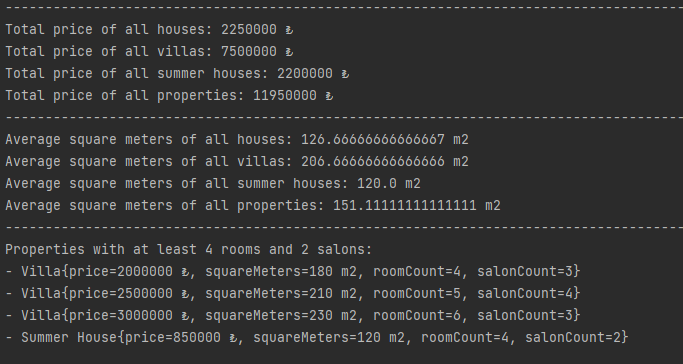 --------------------------------------------------------------------------------------
Total price of all houses: 2250000 ₺
Total price of all villas: 7500000 ₺
Total price of all summer houses: 2200000 ₺
Total price of all properties: 11950000 ₺
--------------------------------------------------------------------------------------
Average square meters of all houses: 126.66666666666667 m2
Average square meters of all villas: 206.66666666666666 m2
Average square meters of all summer houses: 120.0 m2
Average square meters of all properties: 151.11111111111111 m2
--------------------------------------------------------------------------------------
Properties with at least 4 rooms and 2 salons:
- Villa{price=2000000 ₺, squareMeters=180 m2, roomCount=4, salonCount=3}
- Villa{price=2500000 ₺, squareMeters=210 m2, roomCount=5, salonCount=4}
- Villa{price=3000000 ₺, squareMeters=230 m2, roomCount=6, salonCount=3}
- Summer House{price=850000 ₺, squareMeters=120 m2, roomCount=4, salonCount=2}